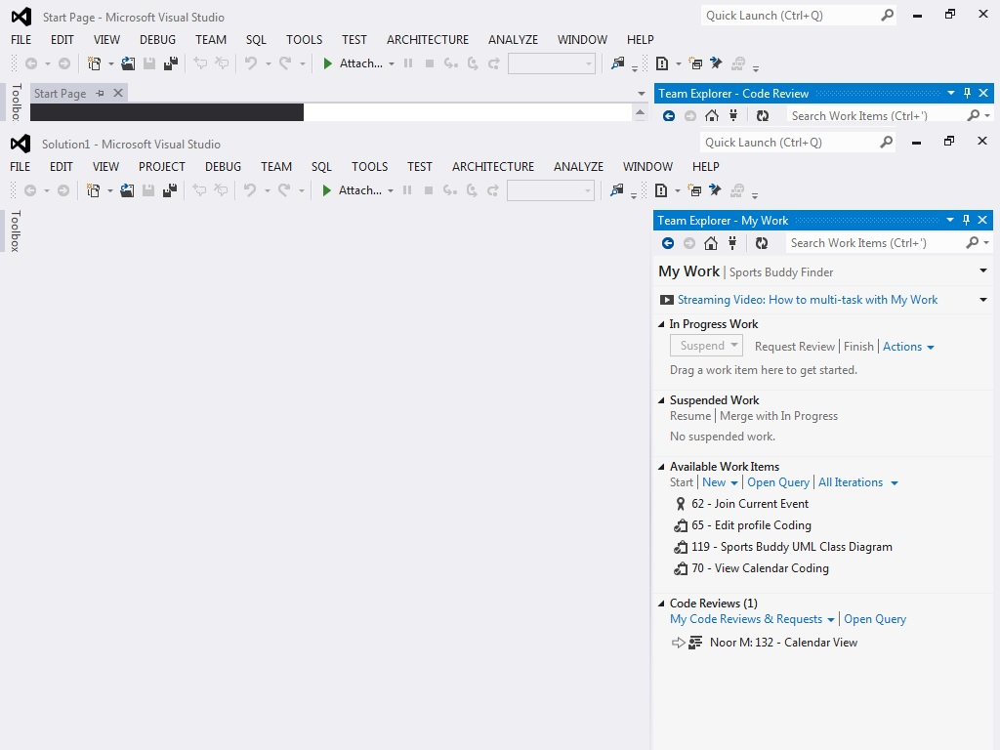 Start Page - Microsoft Visual Studio
Quick Launch (Ctrl+Q)
FILE EDIT VIEW DEBUG TEAM SQL TOOLS TEST ARCHITECTURE ANALYZE WINDOW HELP
Attach...
Toolbo
Start Page
Team Explorer - Code Review
Search Work Items (Ctrl+')
Solution1 - Microsoft Visual Studio
Quick Launch (Ctrl+Q)
FILE EDIT VIEW PROJECT DEBUG TEAM SQL TOOLS TEST ARCHITECTURE ANALYZE WINDOW HELP
Attach...
Toolbox
Team Explorer - My Work
Search Work Items (Ctrl+')
My Work | Sports Buddy Finder
Streaming Video: How to multi-task with My Work
In Progress Work
Suspend Request Review | Finish | Actions
Drag a work item here to get started.
Suspended Work
Resume | Merge with In Progress
No suspended work.
Available Work Items
Start | New | Open Query | All Iterations
62 - Join Current Event
65 - Edit profile Coding
119 - Sports Buddy UML Class Diagram
70 - View Calendar Coding
Code Reviews (1)
My Code Reviews & Requests | Open Query
Noor M: 132 - Calendar View